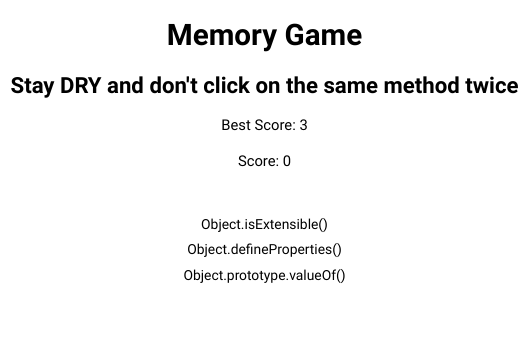 Memory Game
Stay DRY and don't click on the same method twice
Best Score: 3
Score: 0
Object.isExtensible()
Object.defineProperties()
Object.prototype.valueOf()